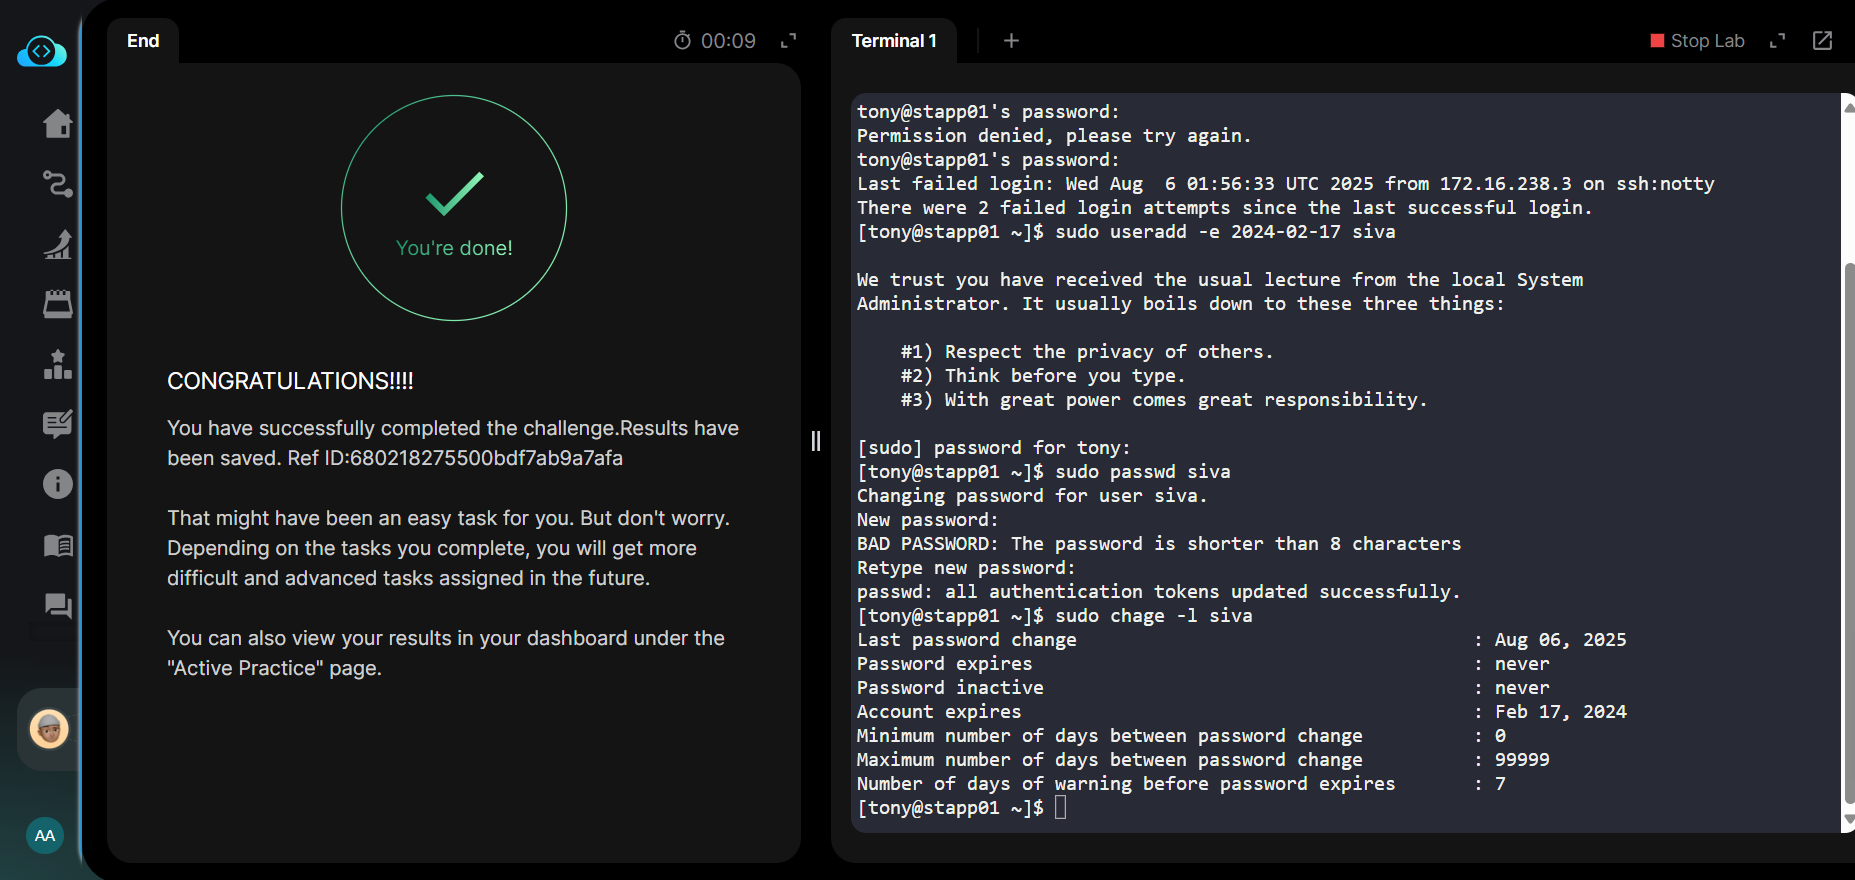 End
00:09
You're done!
CONGRATULATIONS!!!!
You have successfully completed the challenge.Results have
been saved. Ref ID:680218275500bdf7ab9a7afa
That might have been an easy task for you. But don't worry.
Depending on the tasks you complete, you will get more
difficult and advanced tasks assigned in the future.
You can also view your results in your dashboard under the
"Active Practice" page.
AA
Terminal 1
+
Stop Lab
tony@stapp01's password:
Permission denied, please try again.
tony@stapp01's password:
Last failed login: Wed Aug  6 01:56:33 UTC 2025 from 172.16.238.3 on ssh:notty
There were 2 failed login attempts since the last successful login.
[tony@stapp01 ~]$ sudo useradd -e 2024-02-17 siva
We trust you have received the usual lecture from the local System
Administrator. It usually boils down to these three things:
#1) Respect the privacy of others.
#2) Think before you type.
#3) With great power comes great responsibility.
[sudo] password for tony:
[tony@stapp01 ~]$ sudo passwd siva
Changing password for user siva.
New password:
BAD PASSWORD: The password is shorter than 8 characters
Retype new password:
passwd: all authentication tokens updated successfully.
[tony@stapp01 ~]$ sudo chage -l siva
Last password change : Aug 06, 2025
Password expires : never
Password inactive : never
Account expires : Feb 17, 2024
Minimum number of days between password change : 0
Maximum number of days between password change : 99999
Number of days of warning before password expires : 7
[tony@stapp01 ~]$